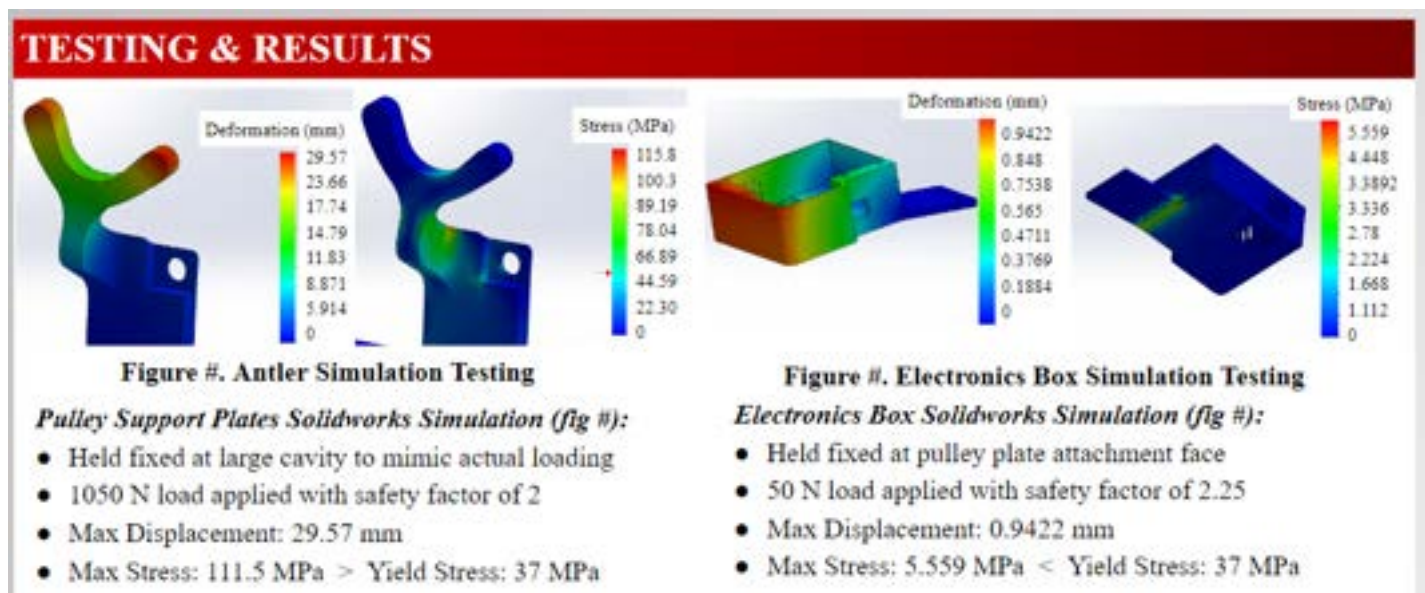 TESTING & RESULTS
Deformation (mm)
29.57
23.66
17.74
14.79
11.83
8.871
5.914
0
Stress (MPa)
115.8
100.3
89.19
78.04
66.89
44.59
22.30
0
Deformation (mm)
0.9422
0.848
0.7538
0.565
0.4711
0.3769
0.1884
0
Stress (MPa)
5.559
4.448
3.3892
3.336
2.78
2.224
1.668
1.112
0
Figure #. Antler Simulation Testing
Pulley Support Plates Solidworks Simulation (fig #):
● Held fixed at large cavity to mimic actual loading
● 1050 N load applied with safety factor of 2
● Max Displacement: 29.57 mm
● Max Stress: 111.5 MPa > Yield Stress: 37 MPa
Figure #. Electronics Box Simulation Testing
Electronics Box Solidworks Simulation (fig #):
● Held fixed at pulley plate attachment face
● 50 N load applied with safety factor of 2.25
● Max Displacement: 0.9422 mm
● Max Stress: 5.559 MPa < Yield Stress: 37 MPa